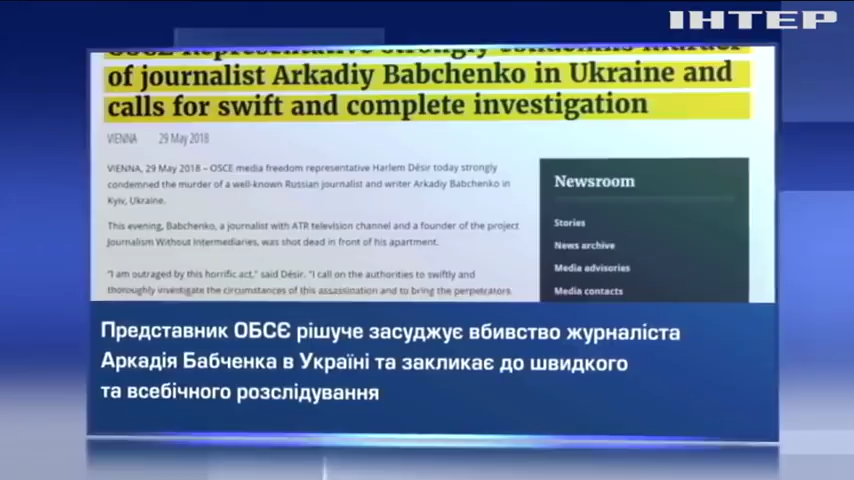 ІНТЕР
OSCE Representative strongly condemns murder
of journalist Arkadiy Babchenko in Ukraine and
calls for swift and complete investigation
VIENNA 29 May 2018
VIENNA, 29 May 2018 – OSCE media freedom representative Harlem Désir today strongly
condemned the murder of a well-known Russian journalist and writer Arkadiy Babchenko in
Kyiv, Ukraine.
This evening, Babchenko, a journalist with ATR television channel and a founder of the project
Journalism Without Intermediaries, was shot dead in front of his apartment.
"I am outraged by this horrific act," said Désir. "I call on the authorities to swiftly and
thoroughly investigate the circumstances of this assassination and to bring the perpetrators.
Newsroom
Stories
News archive
Media advisories
Media contacts
Представник ОБСЄ рішуче засуджує вбивство журналіста
Аркадія Бабченка в Україні та закликає до швидкого
та всебічного розслідування